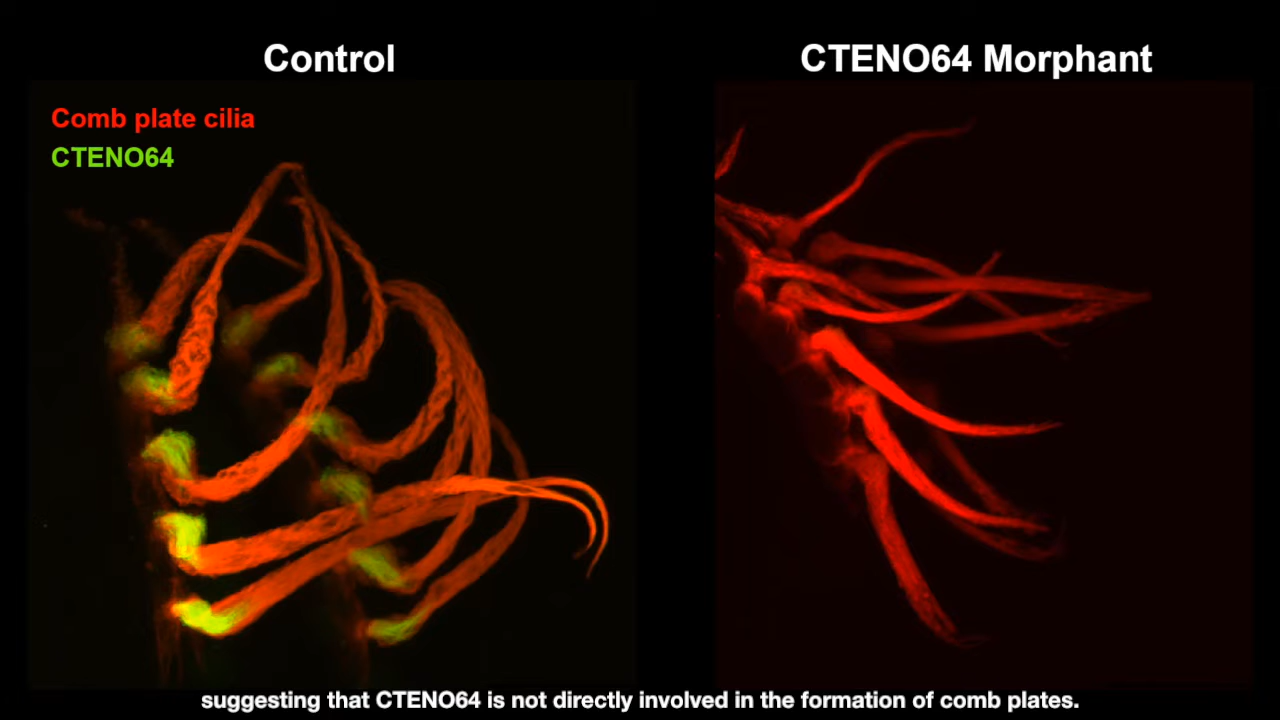 Control
CTENO64 Morphant
Comb plate cilia
CTENO64
suggesting that CTENO64 is not directly involved in the formation of comb plates.